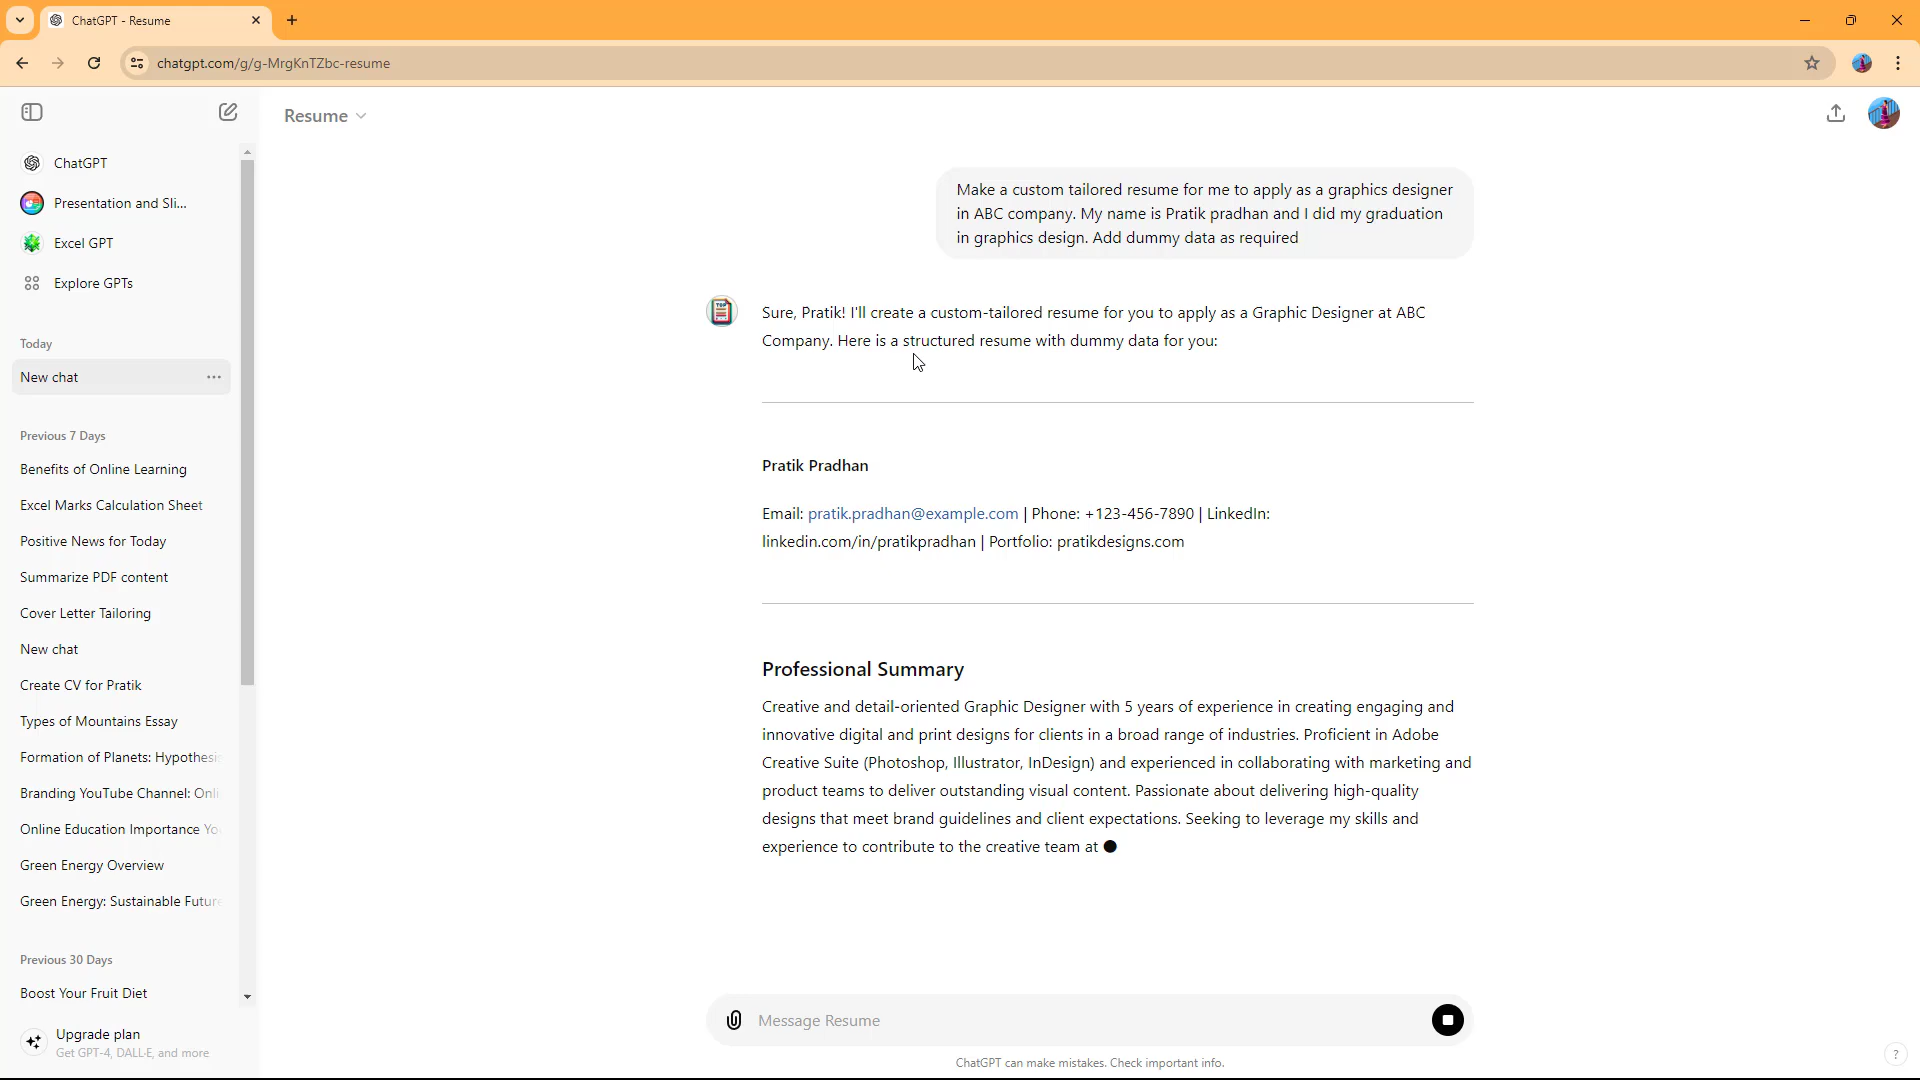 ChatGPT - Resume
chatgpt.com/g/g-MrgKnTZbc-resume
ChatGPT
Presentation and Sli...
Excel GPT
Explore GPTs
Today
New chat
Previous 7 Days
Benefits of Online Learning
Excel Marks Calculation Sheet
Positive News for Today
Summarize PDF content
Cover Letter Tailoring
New chat
Create CV for Pratik
Types of Mountains Essay
Formation of Planets: Hypothesis
Branding YouTube Channel: Onli
Online Education Importance Yo
Green Energy Overview
Green Energy: Sustainable Future
Previous 30 Days
Boost Your Fruit Diet
Upgrade plan
Get GPT-4, DALL·E, and more
Resume
Make a custom tailored resume for me to apply as a graphics designer
in ABC company. My name is Pratik pradhan and I did my graduation
in graphics design. Add dummy data as required
TOP
Sure, Pratik! I'll create a custom-tailored resume for you to apply as a Graphic Designer at ABC
Company. Here is a structured resume with dummy data for you:
Pratik Pradhan
Email: pratik.pradhan@example.com | Phone: +123-456-7890 | LinkedIn:
linkedin.com/in/pratikpradhan | Portfolio: pratikdesigns.com
Professional Summary
Creative and detail-oriented Graphic Designer with 5 years of experience in creating engaging and
innovative digital and print designs for clients in a broad range of industries. Proficient in Adobe
Creative Suite (Photoshop, Illustrator, InDesign) and experienced in collaborating with marketing and
product teams to deliver outstanding visual content. Passionate about delivering high-quality
designs that meet brand guidelines and client expectations. Seeking to leverage my skills and
experience to contribute to the creative team at
Message Resume
ChatGPT can make mistakes. Check important info.
?